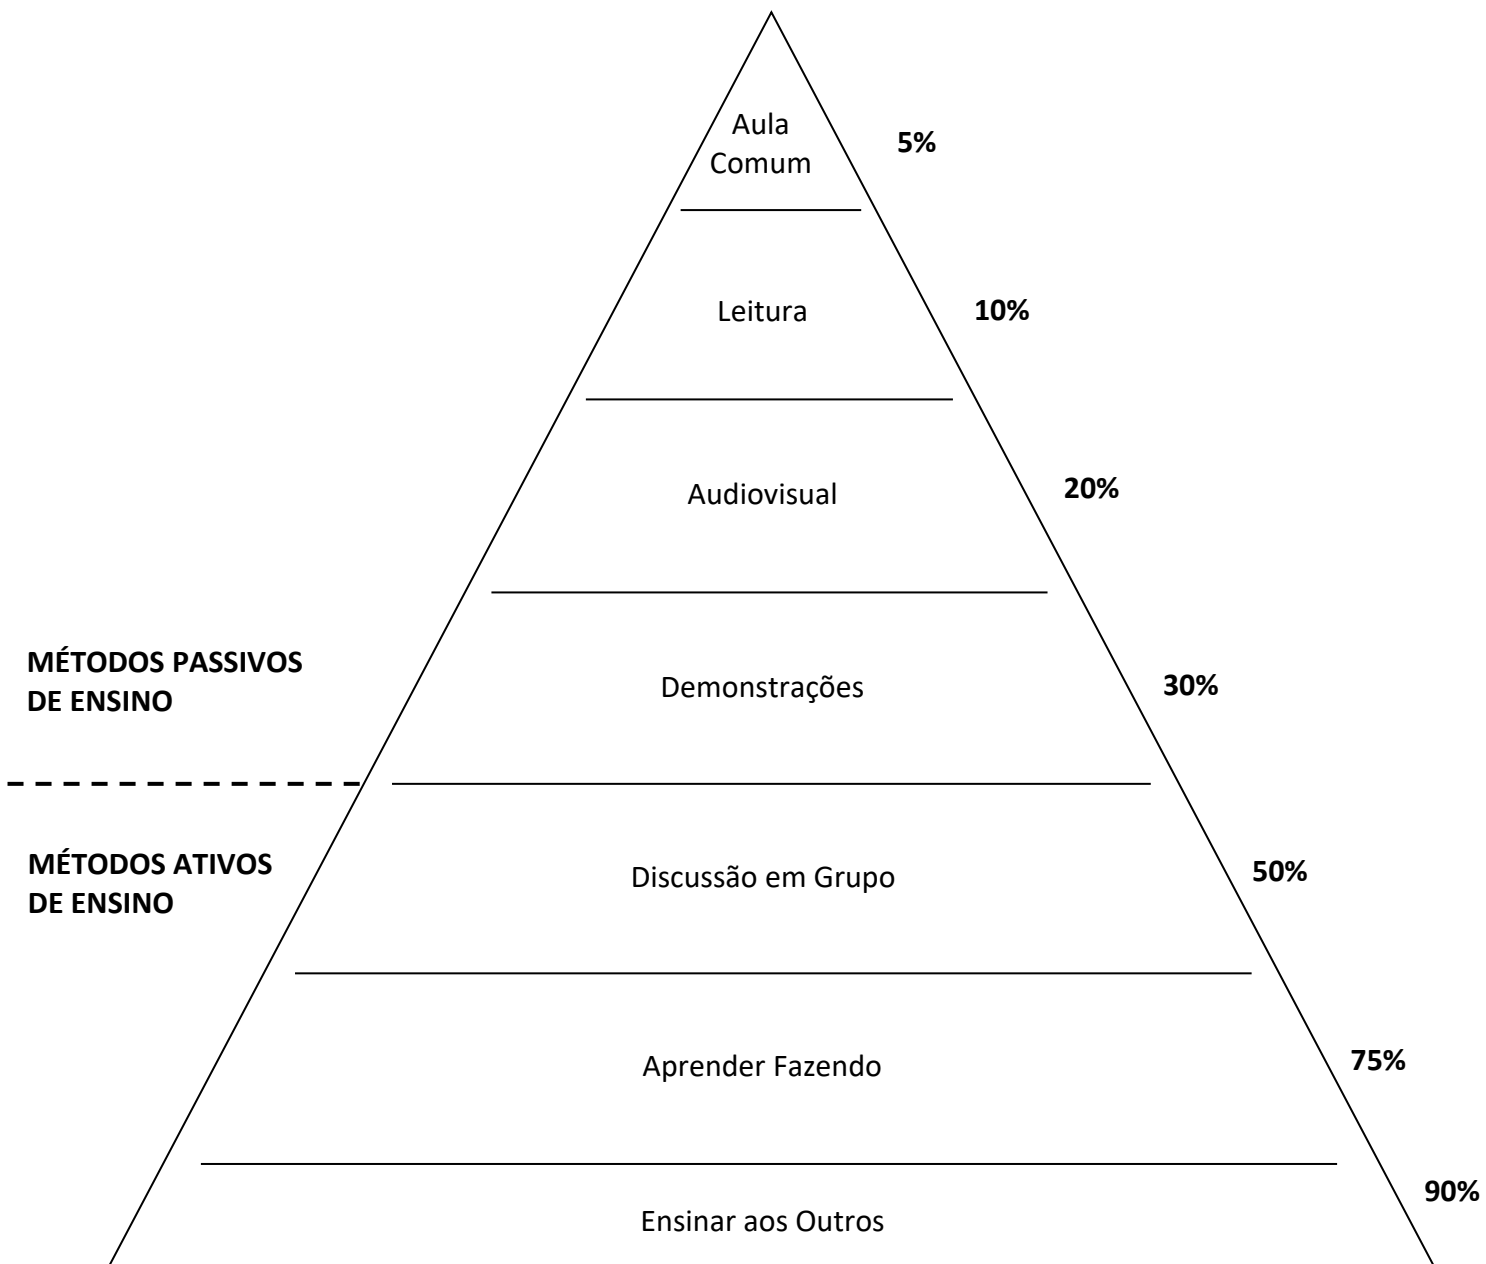 Aula
Comum
5%
Leitura
10%
Audiovisual
20%
MÉTODOS PASSIVOS
DE ENSINO
Demonstrações
30%
MÉTODOS ATIVOS
DE ENSINO
Discussão em Grupo
50%
Aprender Fazendo
75%
Ensinar aos Outros
90%